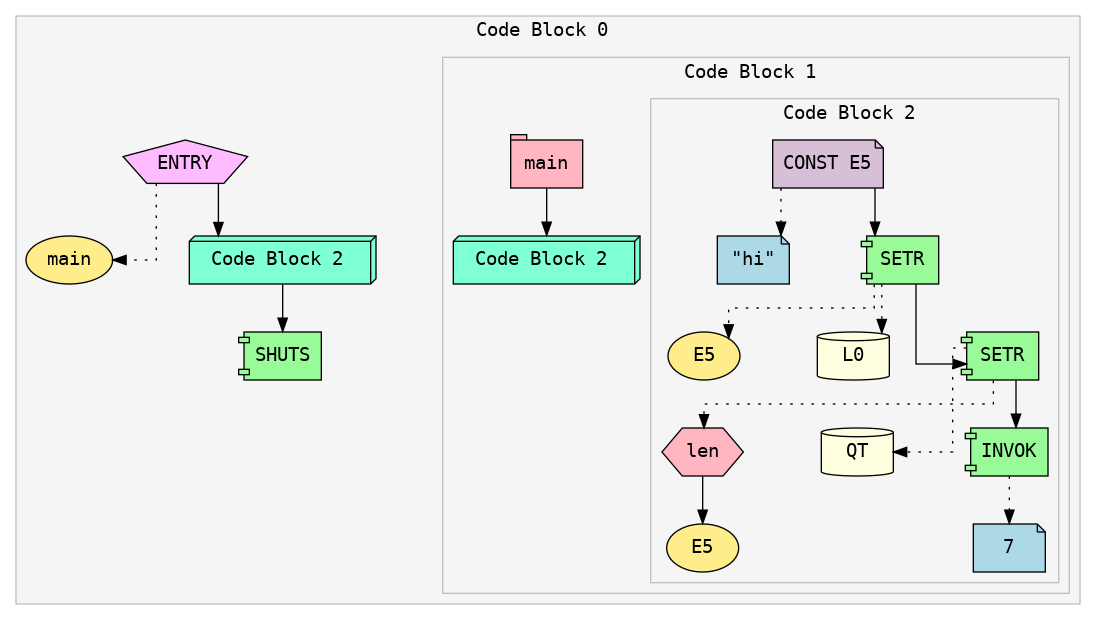 Code Block 0
Code Block 1
Code Block 2
ENTRY
main
CONST E5
main
Code Block 2
Code Block 2
"hi"
SETR
SHUTS
E5
L0
SETR
len
QT
INVOK
E5
7